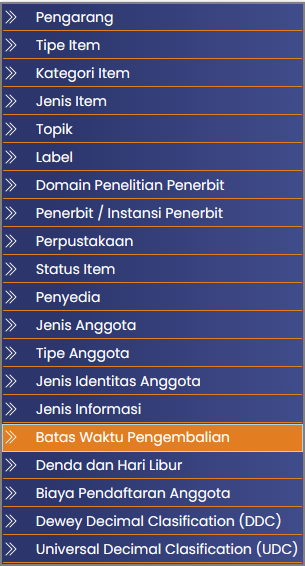 Pengarang
Tipe Item
Kategori Item
Jenis Item
Topik
Label
Domain Penelitian Penerbit
Penerbit / Instansi Penerbit
Perpustakaan
Status Item
Penyedia
Jenis Anggota
Tipe Anggota
Jenis Identitas Anggota
Jenis Informasi
Batas Waktu Pengembalian
Denda dan Hari Libur
Biaya Pendaftaran Anggota
Dewey Decimal Clasification (DDC)
Universal Decimal Clasification (UDC)